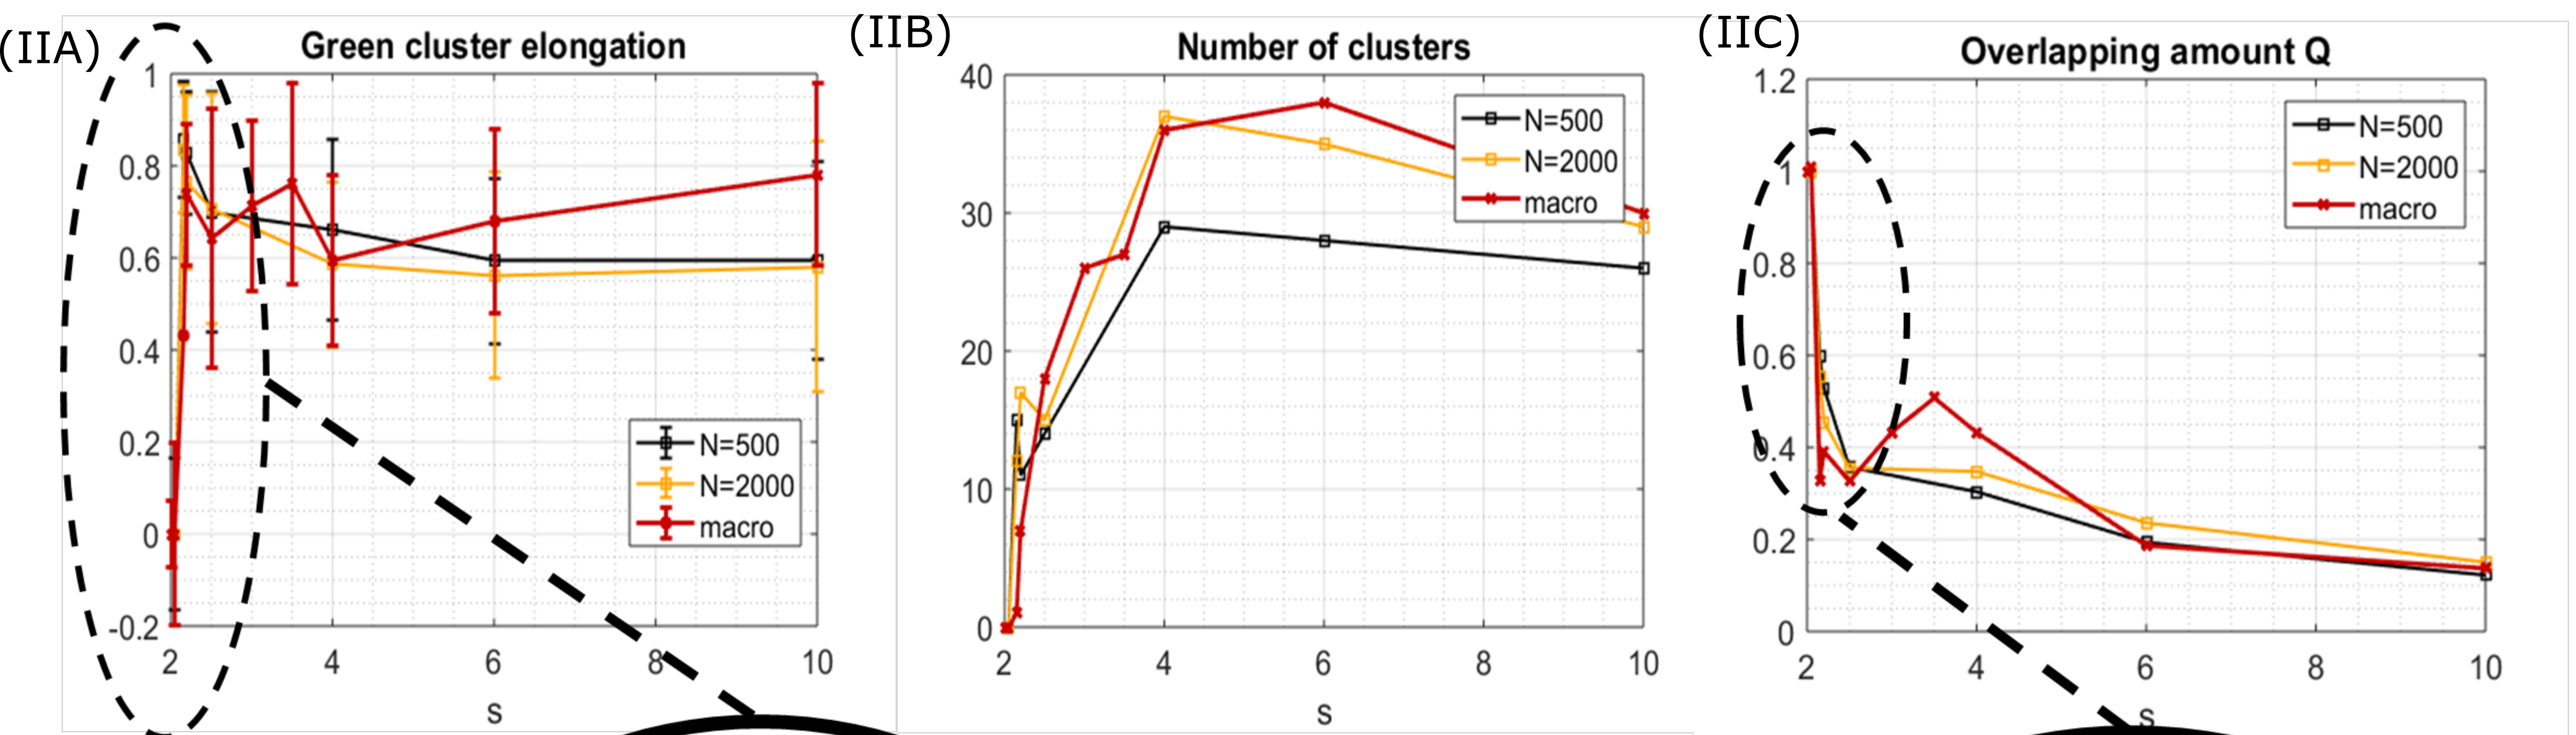 (IIA)
Green cluster elongation
1
0.8
0.6
0.4
0.2
0
-0.2
2 4 6 8 10
s
N=500
N=2000
macro
(IIB)
Number of clusters
40
30
20
10
0
2 4 6 8 10
s
N=500
N=2000
macro
(IIC)
Overlapping amount Q
1.2
1
0.8
0.6
0.4
0.2
0
2 4 6 8 10
s
N=500
N=2000
macro